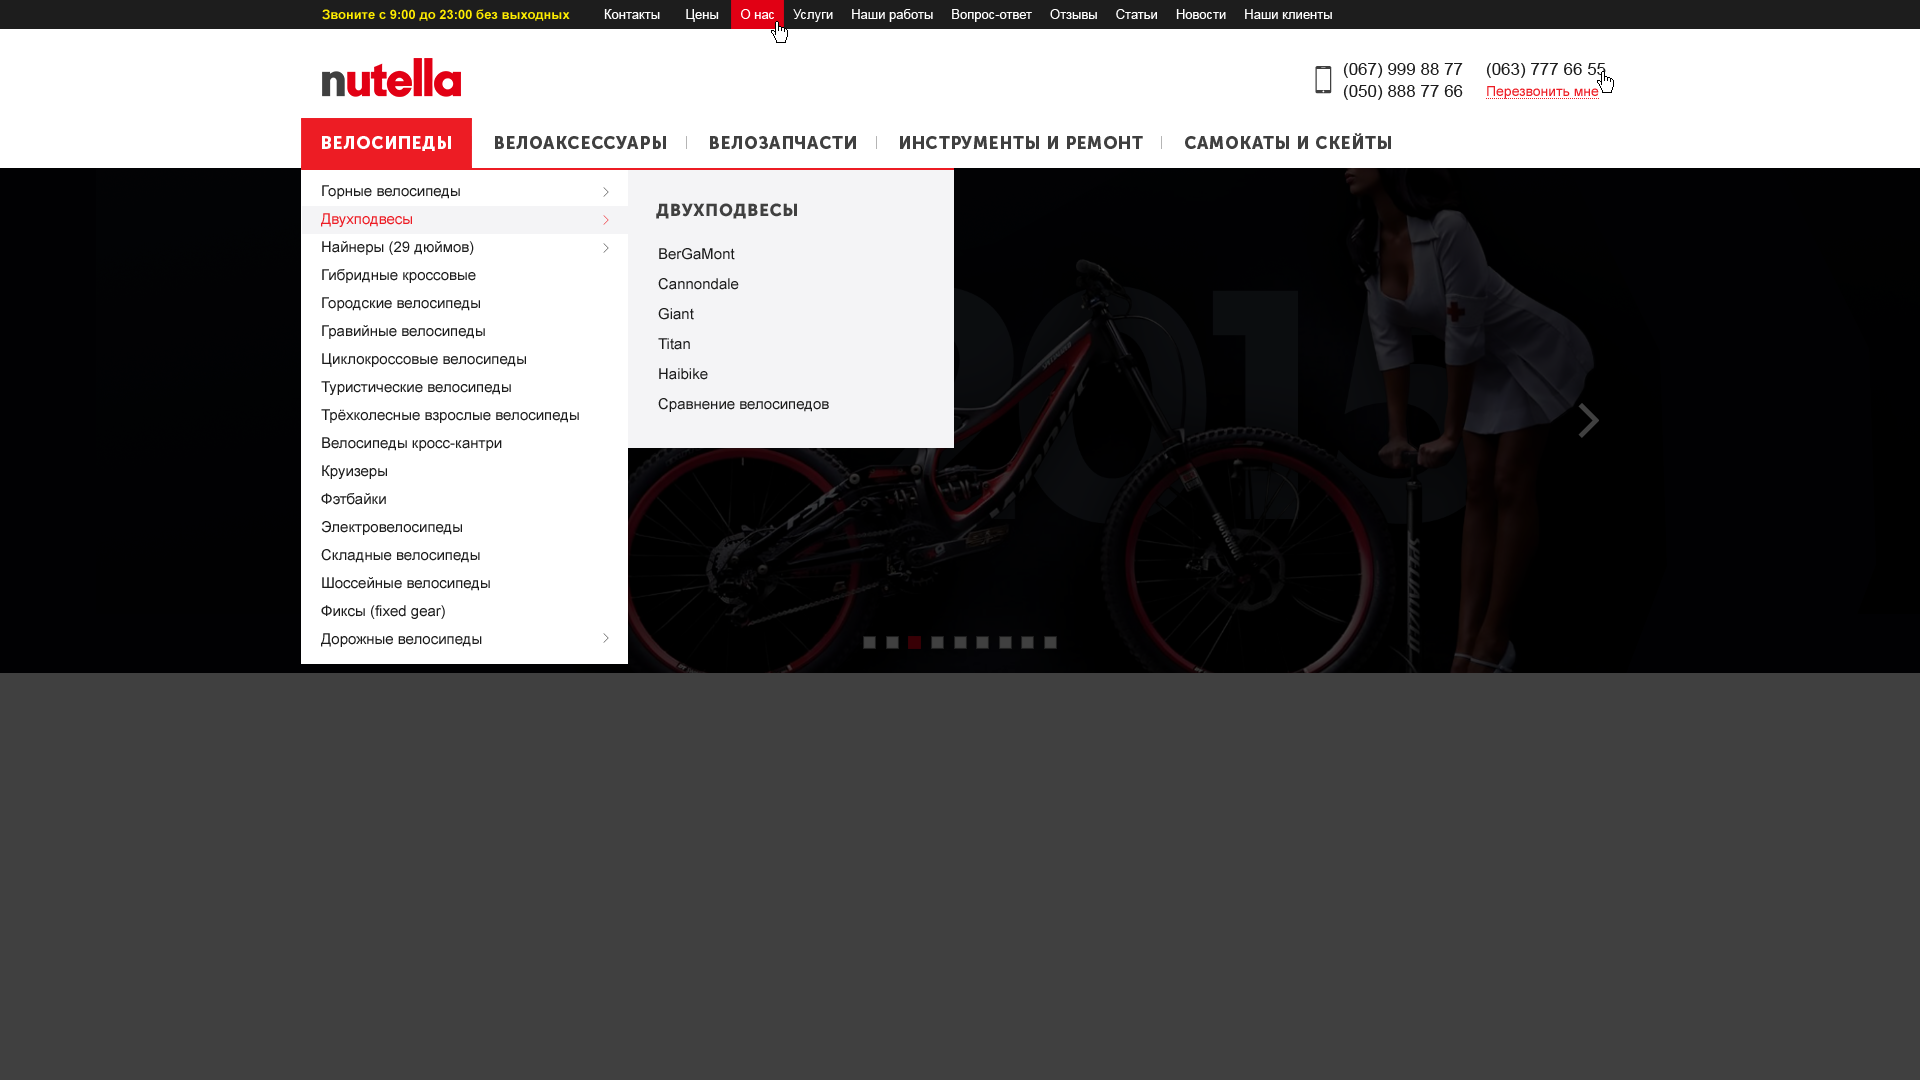 Звоните с 9:00 до 23:00 без выходных Контакты Цены О нас Услуги Наши работы Вопрос-ответ Отзывы Статьи Новости Наши клиенты
nutella
(067) 999 88 77 (063) 777 66 55
(050) 888 77 66 Перезвонить мне
ВЕЛОСИПЕДЫ ВЕЛОАКСЕССУАРЫ ВЕЛОЗАПЧАСТИ ИНСТРУМЕНТЫ И РЕМОНТ САМОКАТЫ И СКЕЙТЫ
Горные велосипеды
Двухподвесы
Найнеры (29 дюймов)
Гибридные кроссовые
Городские велосипеды
Гравийные велосипеды
Циклокроссовые велосипеды
Туристические велосипеды
Трёхколесные взрослые велосипеды
Велосипеды кросс-кантри
Круизеры
Фэтбайки
Электровелосипеды
Складные велосипеды
Шоссейные велосипеды
Фиксы (fixed gear)
Дорожные велосипеды
ДВУХПОДВЕСЫ
BerGaMont
Cannondale
Giant
Titan
Haibike
Сравнение велосипедов
2015
ROCKSHOX